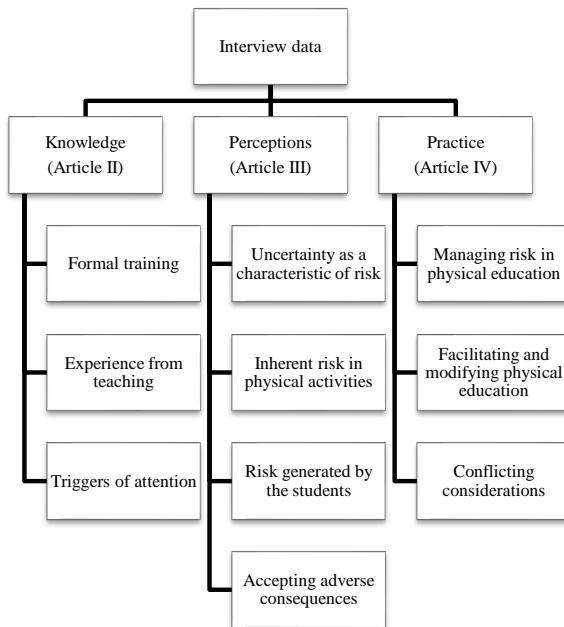 Interview data
Knowledge
(Article II)
Perceptions
(Article III)
Practice
(Article IV)
Formal training
Experience from
teaching
Triggers of attention
Uncertainty as a
characteristic of risk
Inherent risk in
physical activities
Risk generated by
the students
Accepting adverse
consequences
Managing risk in
physical education
Facilitating and
modifying physical
education
Conflicting
considerations